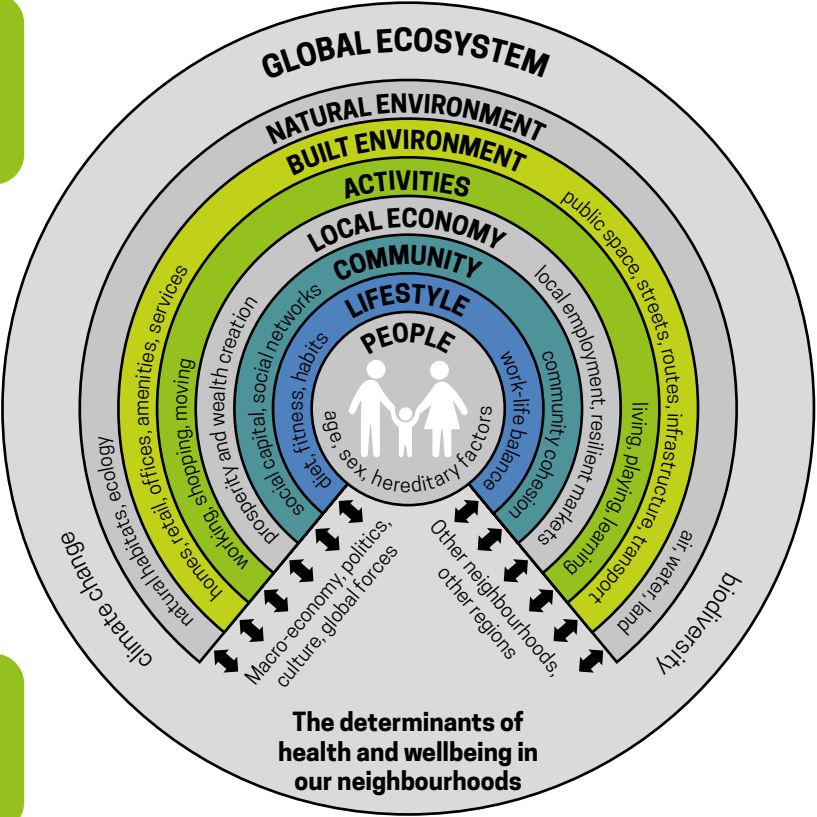 GLOBAL ECOSYSTEM
NATURAL ENVIRONMENT
BUILT ENVIRONMENT
ACTIVITIES
LOCAL ECONOMY
COMMUNITY
LIFESTYLE
PEOPLE
age, sex, hereditary factors
diet, fitness, habits
work-life balance
social capital, social networks
community cohesion
prosperity and wealth creation
local employment, resilient markets
working, shopping, moving
living, playing, learning
homes, retail, offices, amenities, services
public space, streets, routes, infrastructure, transport
natural habitats, ecology
air, water, land
climate change
biodiversity
Macro-economy, politics,
culture, global forces
Other neighbourhoods,
other regions
The determinants of
health and wellbeing in
our neighbourhoods